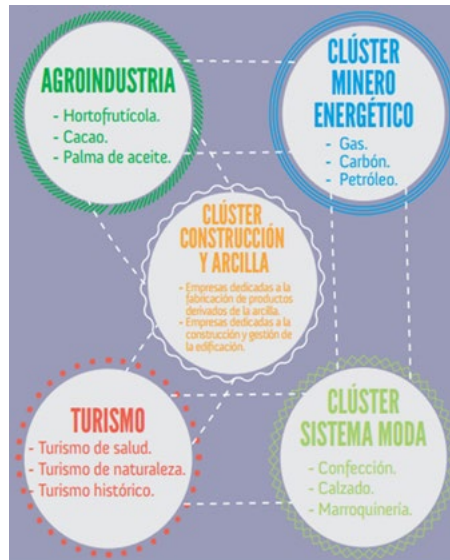 AGROINDUSTRIA
- Hortofrutícola.
- Cacao.
- Palma de aceite.
CLÚSTER
MINERO
ENERGÉTICO
- Gas.
- Carbón.
- Petróleo.
CLÚSTER
CONSTRUCCIÓN
Y ARCILLA
- Empresas dedicadas a la
fabricación de productos
derivados de la arcilla.
- Empresas dedicadas a la
construcción y gestión de
la edificación.
TURISMO
- Turismo de salud.
- Turismo de naturaleza.
- Turismo histórico.
CLÚSTER
SISTEMA MODA
- Confección.
- Calzado.
- Marroquinería.